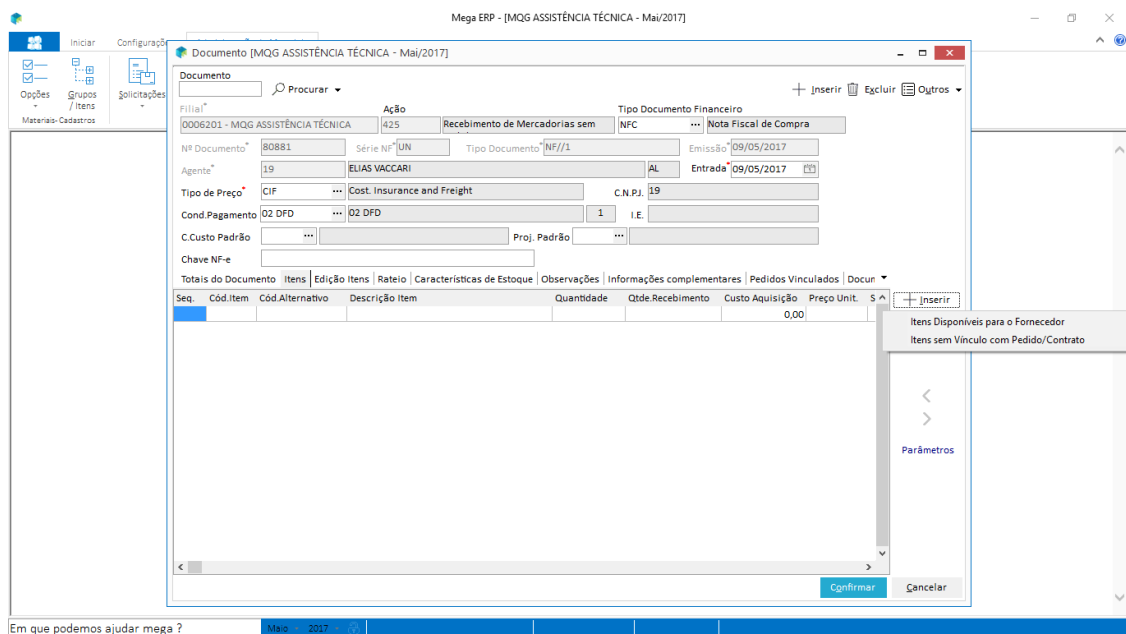 Mega ERP - [MQG ASSISTÊNCIA TÉCNICA - Mai/2017]
Iniciar Configuraçõe
Opções Grupos / Itens Solicitações
Materiais-Cadastros
Documento [MQG ASSISTÊNCIA TÉCNICA - Mai/2017]
Documento
Procurar Inserir Excluir Outros
Filial* Ação Tipo Documento Financeiro
0006201 - MQG ASSISTÊNCIA TÉCNICA 425 Recebimento de Mercadorias sem NFC ... Nota Fiscal de Compra
Nº Documento* 80881 Série NF* UN Tipo Documento* NF//1 Emissão* 09/05/2017
Agente* 19 ELIAS VACCARI AL Entrada* 09/05/2017
Tipo de Preço* CIF ... Cost. Insurance and Freight C.N.P.J. 19
Cond.Pagamento 02 DFD ... 02 DFD 1 I.E.
C.Custo Padrão ... Proj. Padrão ...
Chave NF-e
Totais do Documento Itens Edição Itens Rateio Características de Estoque Observações Informações complementares Pedidos Vinculados Docun
Seq. Cód.Item Cód.Alternativo Descrição Item Quantidade Qtde.Recebimento Custo Aquisição Preço Unit. S Inserir
0,00
Itens Disponíveis para o Fornecedor
Itens sem Vínculo com Pedido/Contrato
Parâmetros
Confirmar Cancelar
Em que podemos ajudar mega ? Maio 2017